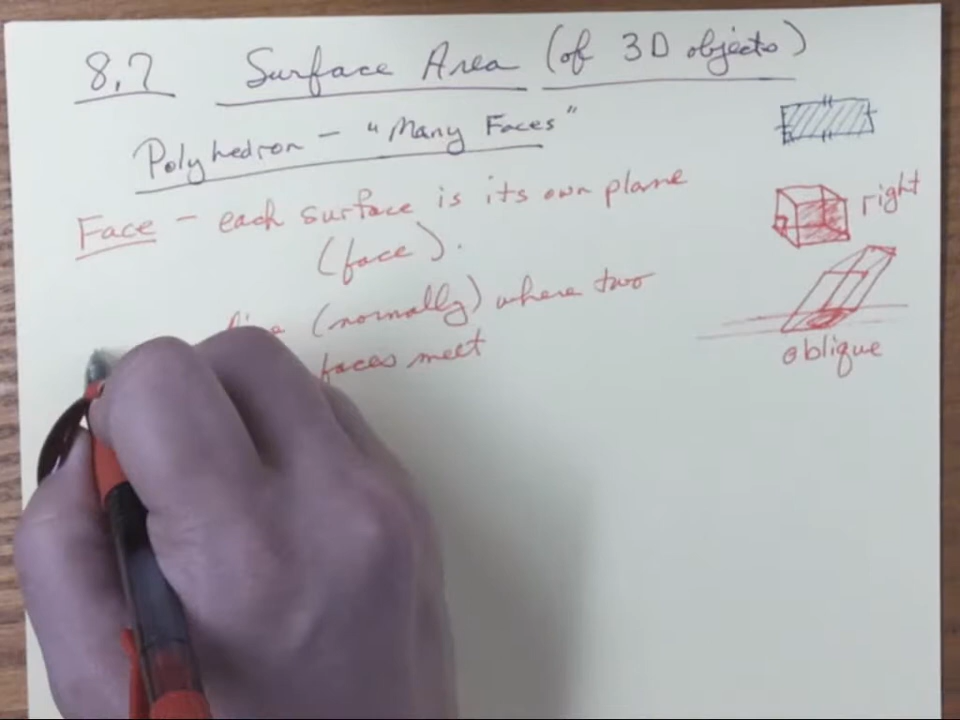 8.7 Surface Area (of 3D objects)
Polyhedron - "Many Faces"
Face - each surface is its own plane
(face).
line (normally) where two
faces meet
right
oblique